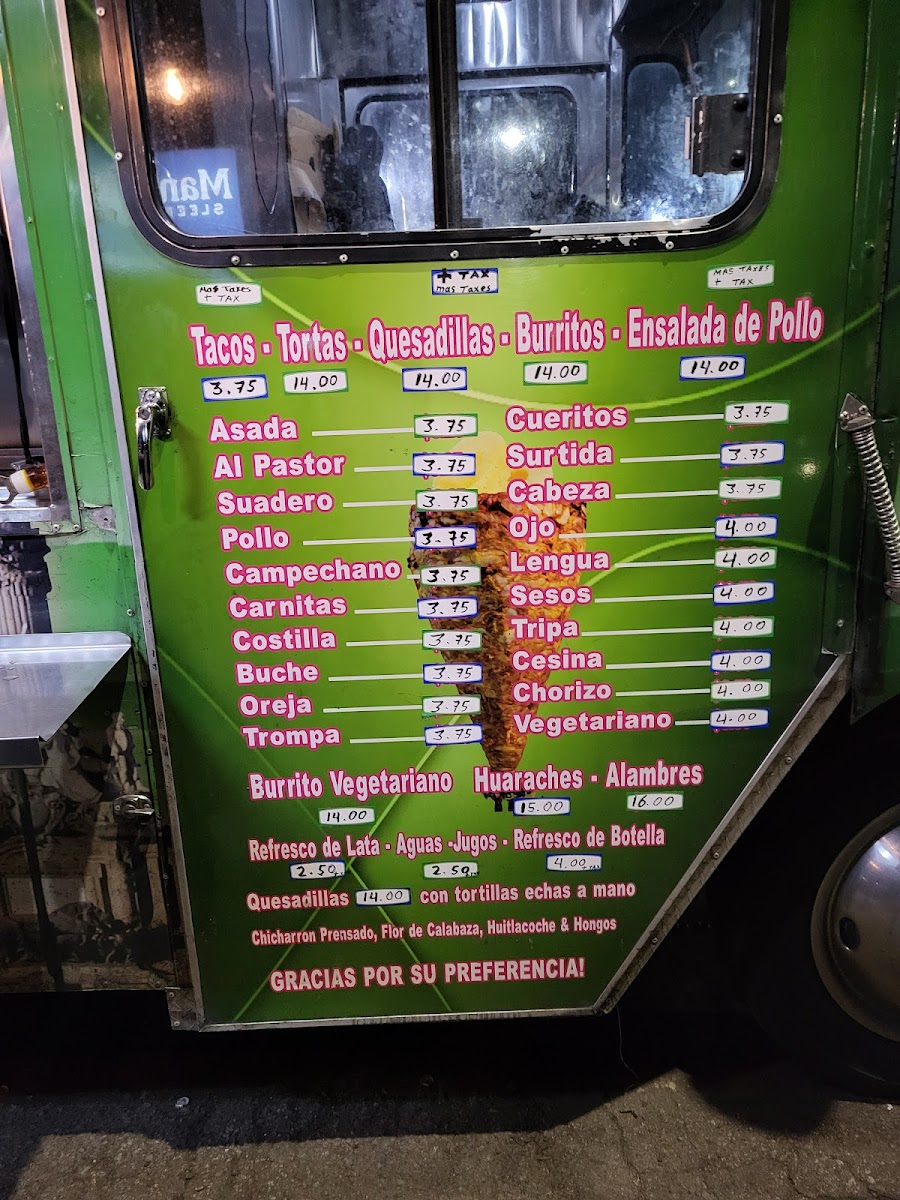 Man
SLEE
Mas Taxes
+ TAX
+ TAX
mas Taxes
MAS TAXES
+ TAX
Tacos - Tortas - Quesadillas - Burritos - Ensalada de Pollo
3.75 14.00 14.00 14.00 14.00
Asada 3.75
Al Pastor 3.75
Suadero 3.75
Pollo 3.75
Campechano 3.75
Carnitas 3.75
Costilla 3.75
Buche 3.75
Oreja 3.75
Trompa 3.75
Cueritos 3.75
Surtida 3.75
Cabeza 3.75
Ojo 4.00
Lengua 4.00
Sesos 4.00
Tripa 4.00
Cesina 4.00
Chorizo 4.00
Vegetariano 4.00
Burrito Vegetariano Huaraches - Alambres
14.00 15.00 16.00
Refresco de Lata - Aguas -Jugos - Refresco de Botella
2.50 2.50 4.00
Quesadillas 14.00 con tortillas echas a mano
Chicharron Prensado, Flor de Calabaza, Huitlacoche & Hongos
GRACIAS POR SU PREFERENCIA!